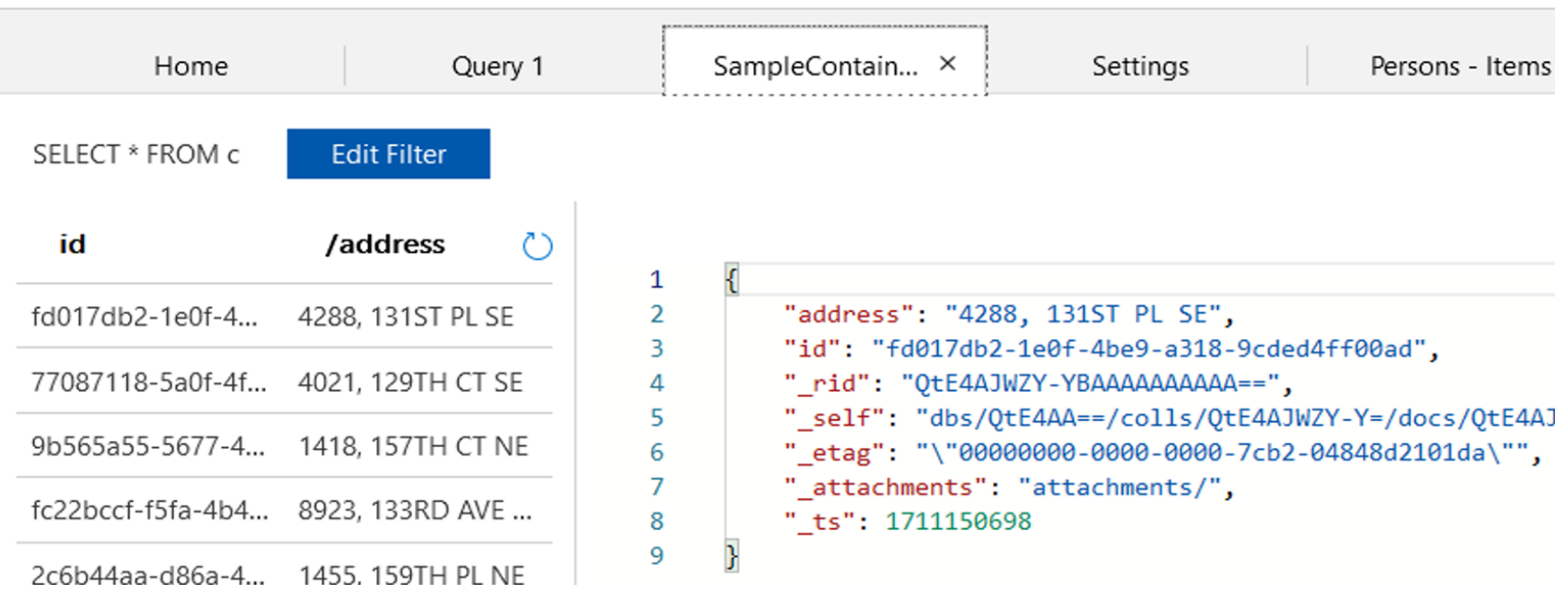 Home Query 1 SampleContain... × Settings Persons - Items
SELECT * FROM c Edit Filter
id /address
fd017db2-1e0f-4... 4288, 131ST PL SE
77087118-5a0f-4f... 4021, 129TH CT SE
9b565a55-5677-4... 1418, 157TH CT NE
fc22bccf-f5fa-4b4... 8923, 133RD AVE ...
2c6b44aa-d86a-4... 1455, 159TH PL NE
1 {
2 "address": "4288, 131ST PL SE",
3 "id": "fd017db2-1e0f-4be9-a318-9cded4ff00ad",
4 "_rid": "QtE4AJWZY-YBAAAAAAAAAA==",
5 "_self": "dbs/QtE4AA==/colls/QtE4AJWZY-Y=/docs/QtE4AJ
6 "_etag": "\"00000000-0000-0000-7cb2-04848d2101da\"",
7 "_attachments": "attachments/",
8 "_ts": 1711150698
9 }